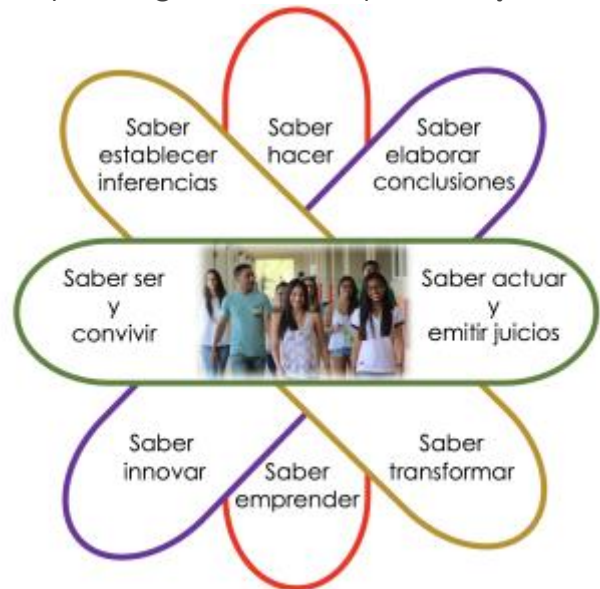 Saber
establecer
inferencias
Saber
hacer
Saber
elaborar
conclusiones
Saber ser
y
convivir
Saber actuar
y
emitir juicios
Saber
innovar
Saber
emprender
Saber
transformar